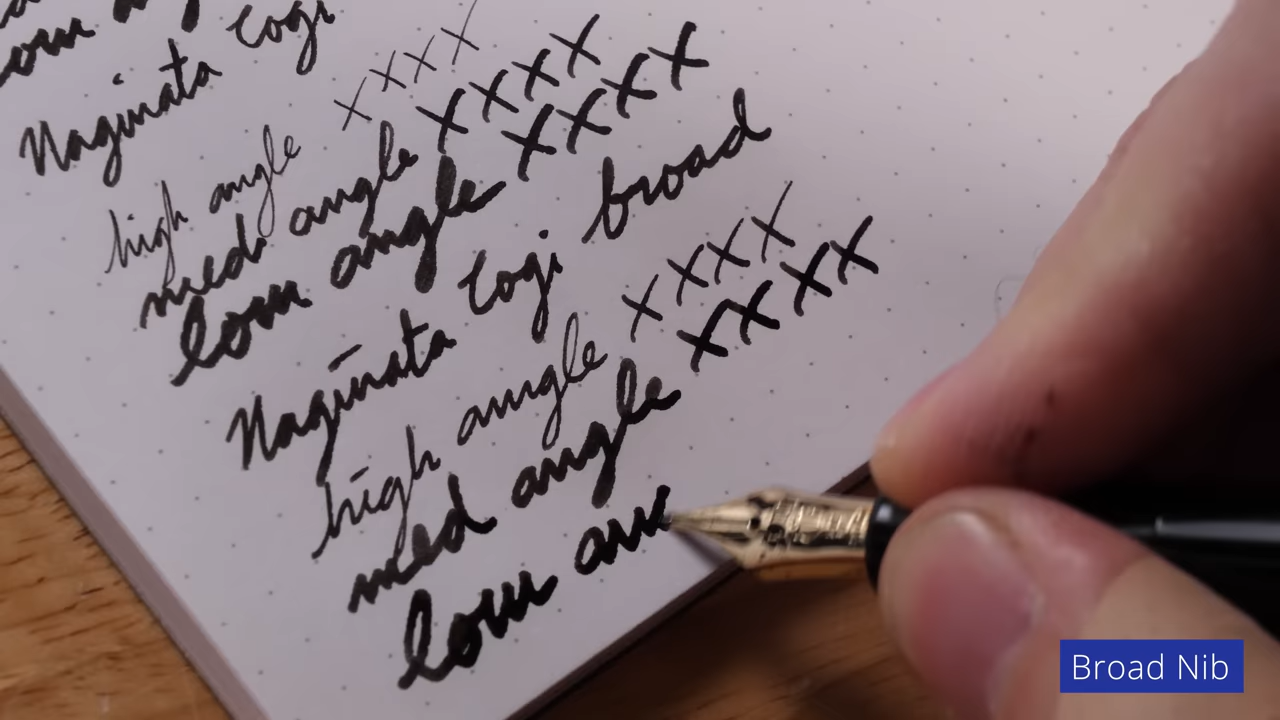 Naginata Togi
high angle x x x x
med. angle x x x x
low angle x x x x
Naginata Togi broad
high angle x x x x
med angle x x x x
low an
Broad Nib